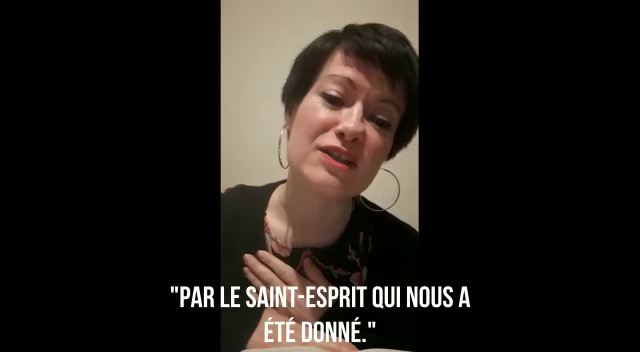 "PAR LE SAINT-ESPRIT QUI NOUS A
ÉTÉ DONNÉ."